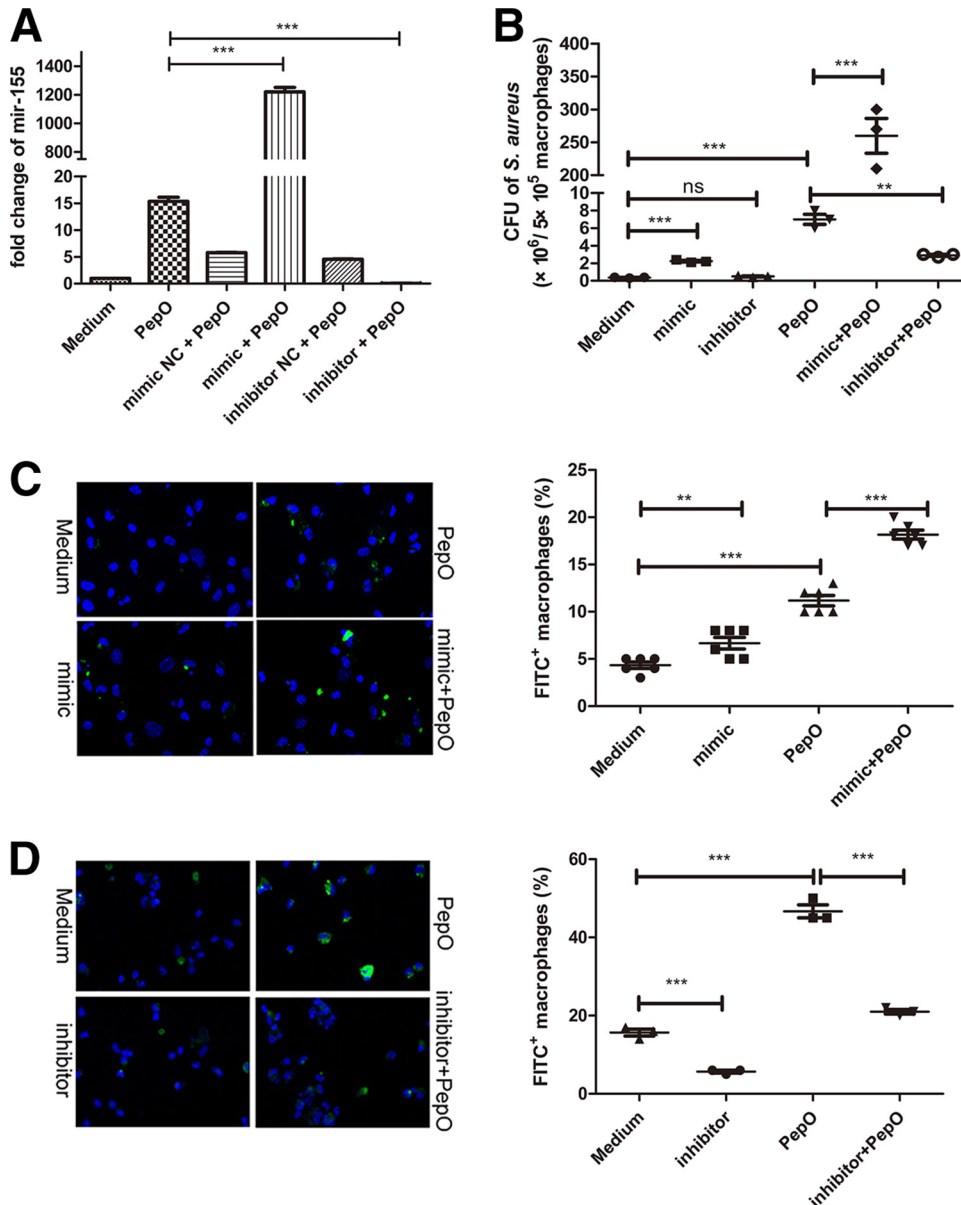 A
***
***
fold change of mir-155
1400
1200
1000
800
20
15
10
5
0
Medium
PepO
mimic NC + PepO
mimic + PepO
inhibitor NC + PepO
inhibitor + PepO
B
CFU of S. aureus
(× 10⁶/ 5× 10⁵ macrophages)
400
350
300
250
200
8
6
4
2
0
***
***
ns
**
***
Medium
mimic
inhibitor
PepO
mimic+PepO
inhibitor+PepO
C
Medium
PepO
mimic
mimic+PepO
FITC⁺ macrophages (%)
25
20
15
10
5
0
**
***
***
Medium
mimic
PepO
mimic+PepO
D
Medium
PepO
inhibitor
inhibitor+PepO
FITC⁺ macrophages (%)
60
40
20
0
***
***
***
Medium
inhibitor
PepO
inhibitor+PepO